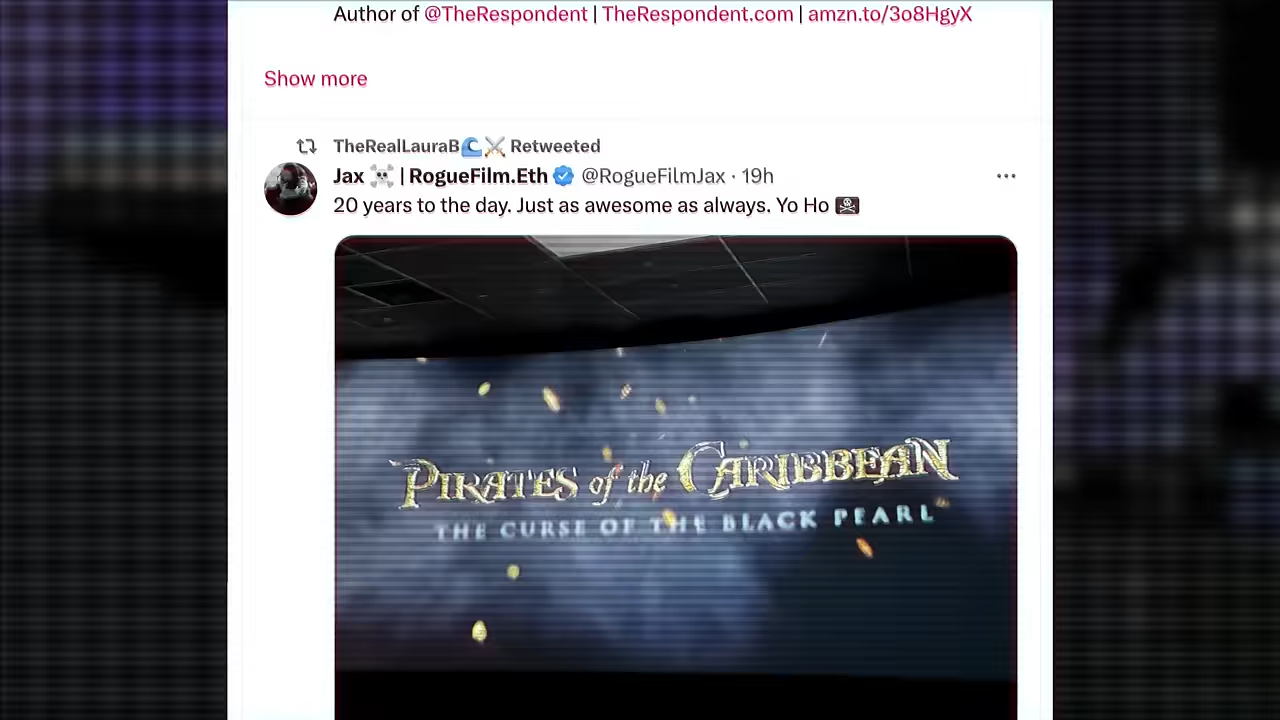 Author of @TheRespondent | TheRespondent.com | amzn.to/3o8HgyX
Show more
TheRealLauraB🌊⚔️ Retweeted
Jax ☠️ | RogueFilm.Eth @RogueFilmJax · 19h
20 years to the day. Just as awesome as always. Yo Ho 🏴‍☠️
PIRATES of the CARIBBEAN
THE CURSE OF THE BLACK PEARL